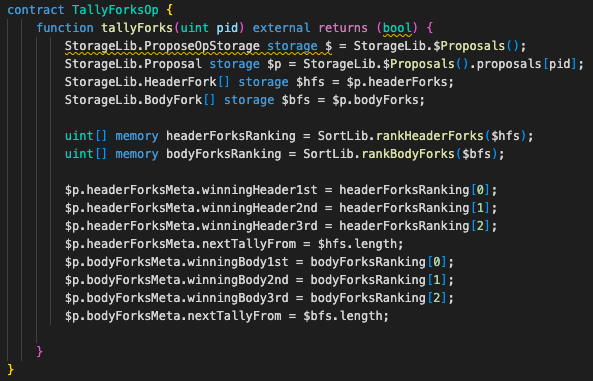 contract TallyForksOp {
function tallyForks(uint pid) external returns (bool) {
StorageLib.ProposeOpStorage storage $ = StorageLib.$Proposals();
StorageLib.Proposal storage $p = StorageLib.$Proposals().proposals[pid];
StorageLib.HeaderFork[] storage $hfs = $p.headerForks;
StorageLib.BodyFork[] storage $bfs = $p.bodyForks;
uint[] memory headerForksRanking = SortLib.rankHeaderForks($hfs);
uint[] memory bodyForksRanking = SortLib.rankBodyForks($bfs);
$p.headerForksMeta.winningHeader1st = headerForksRanking[0];
$p.headerForksMeta.winningHeader2nd = headerForksRanking[1];
$p.headerForksMeta.winningHeader3rd = headerForksRanking[2];
$p.headerForksMeta.nextTallyFrom = $hfs.length;
$p.bodyForksMeta.winningBody1st = bodyForksRanking[0];
$p.bodyForksMeta.winningBody2nd = bodyForksRanking[1];
$p.bodyForksMeta.winningBody3rd = bodyForksRanking[2];
$p.bodyForksMeta.nextTallyFrom = $bfs.length;
}
}